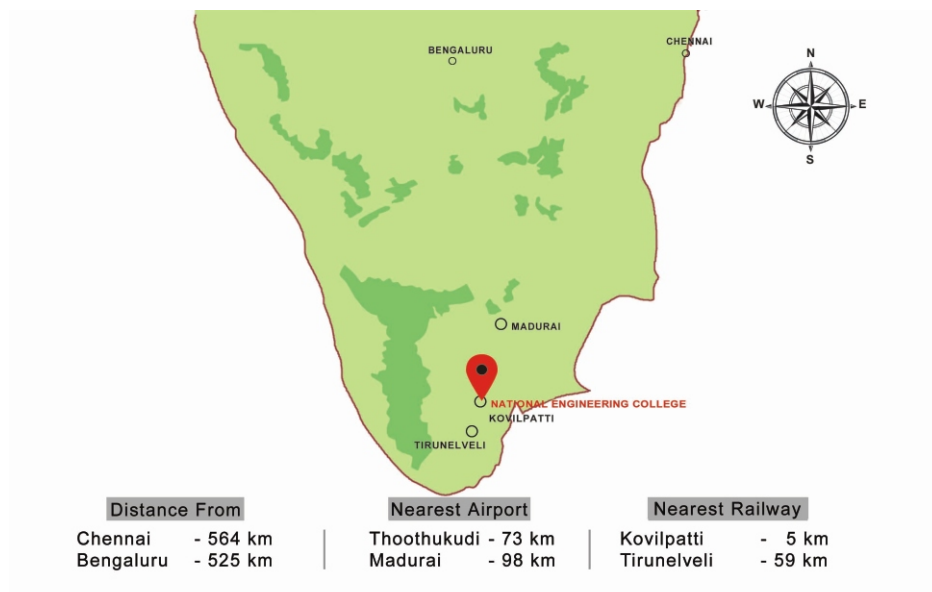 BENGALURU
CHENNAI
N
W
E
S
MADURAI
NATIONAL ENGINEERING COLLEGE
KOVILPATTI
TIRUNELVELI
Distance From
Chennai - 564 km
Bengaluru - 525 km
Nearest Airport
Thoothukudi - 73 km
Madurai - 98 km
Nearest Railway
Kovilpatti - 5 km
Tirunelveli - 59 km